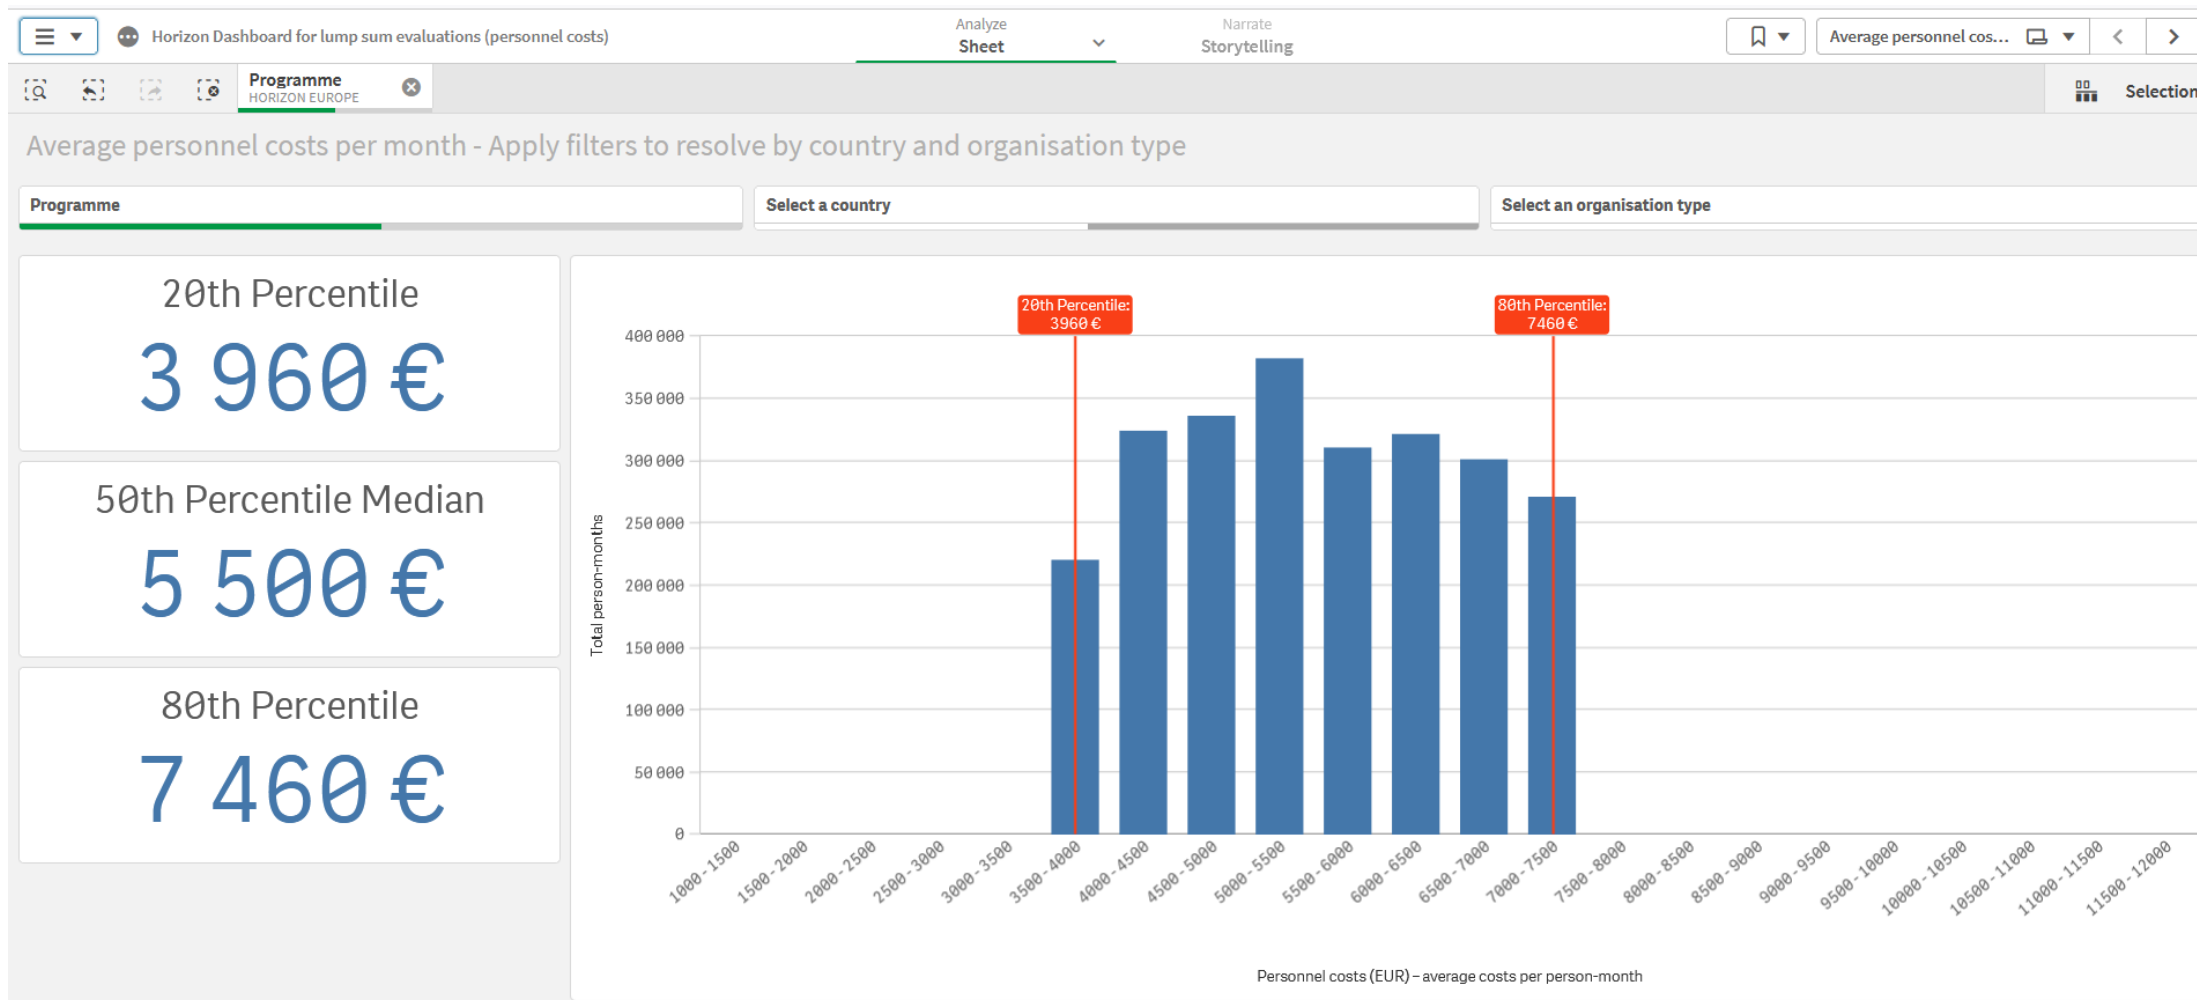 Horizon Dashboard for lump sum evaluations (personnel costs)
Analyze
Sheet
Narrate
Storytelling
Average personnel cos...
Programme
HORIZON EUROPE
Selection
Average personnel costs per month - Apply filters to resolve by country and organisation type
Programme
Select a country
Select an organisation type
20th Percentile
3 960 €
50th Percentile Median
5 500 €
80th Percentile
7 460 €
20th Percentile:
3960 €
80th Percentile:
7460 €
Total person-months
400 000
350 000
300 000
250 000
200 000
150 000
100 000
50 000
0
1000 - 1500
1500 - 2000
2000 - 2500
2500 - 3000
3000 - 3500
3500 - 4000
4000 - 4500
4500 - 5000
5000 - 5500
5500 - 6000
6000 - 6500
6500 - 7000
7000 - 7500
7500 - 8000
8000 - 8500
8500 - 9000
9000 - 9500
9500 - 10000
10000 - 10500
10500 - 11000
11000 - 11500
11500 - 12000
Personnel costs (EUR) – average costs per person-month